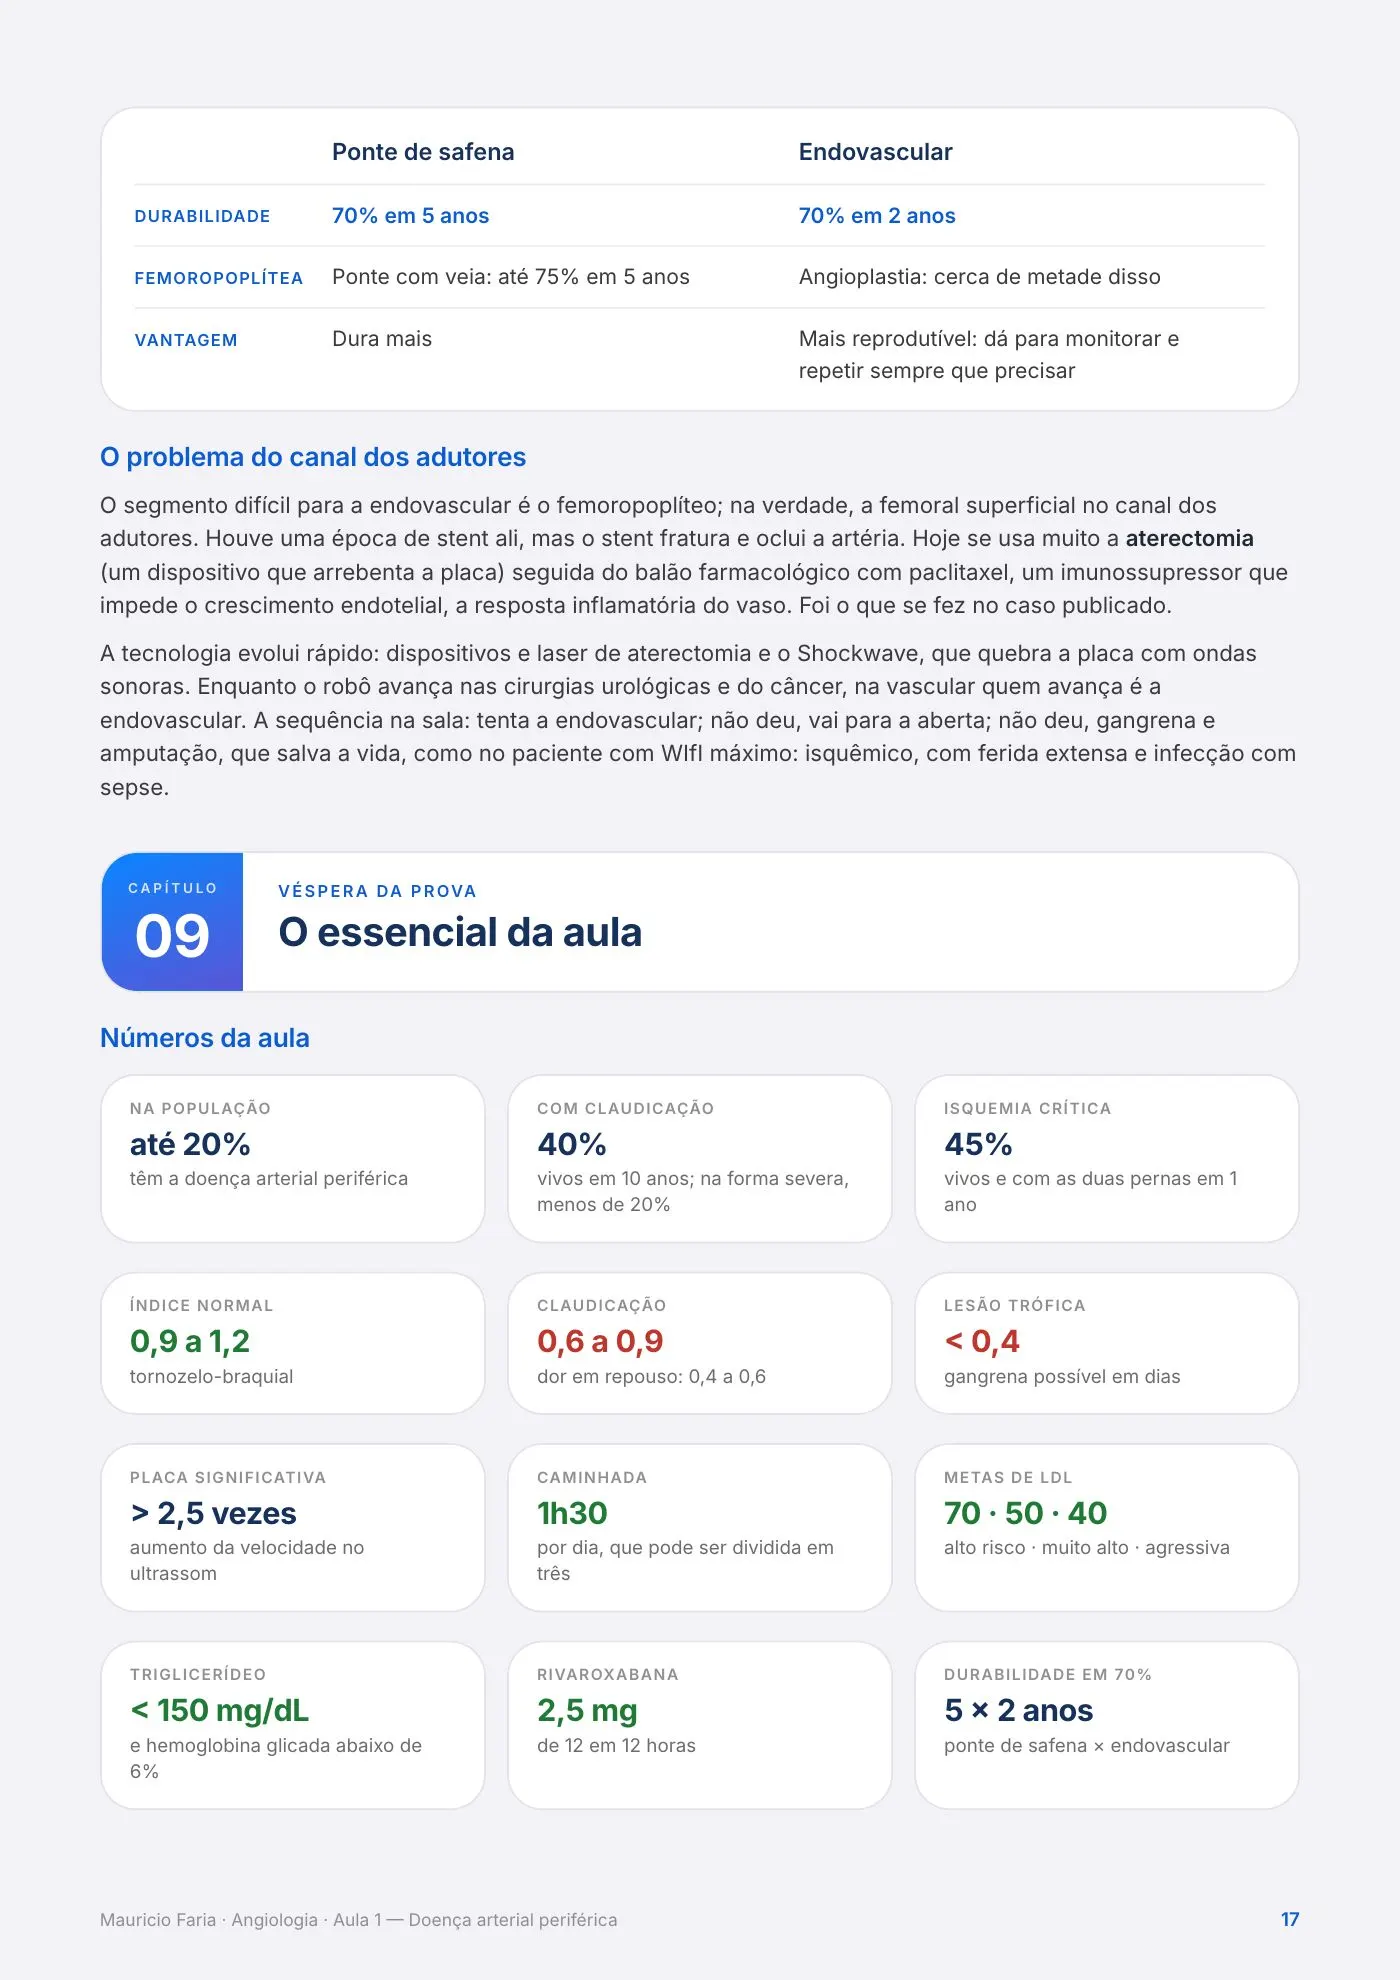 Ponte de safena Endovascular
DURABILIDADE 70% em 5 anos 70% em 2 anos
FEMOROPOPLÍTEA Ponte com veia: até 75% em 5 anos Angioplastia: cerca de metade disso
VANTAGEM Dura mais Mais reprodutível: dá para monitorar e
repetir sempre que precisar
O problema do canal dos adutores
O segmento difícil para a endovascular é o femoropoplíteo; na verdade, a femoral superficial no canal dos
adutores. Houve uma época de stent ali, mas o stent fratura e oclui a artéria. Hoje se usa muito a aterectomia
(um dispositivo que arrebenta a placa) seguida do balão farmacológico com paclitaxel, um imunossupressor que
impede o crescimento endotelial, a resposta inflamatória do vaso. Foi o que se fez no caso publicado.
A tecnologia evolui rápido: dispositivos e laser de aterectomia e o Shockwave, que quebra a placa com ondas
sonoras. Enquanto o robô avança nas cirurgias urológicas e do câncer, na vascular quem avança é a
endovascular. A sequência na sala: tenta a endovascular; não deu, vai para a aberta; não deu, gangrena e
amputação, que salva a vida, como no paciente com WIfI máximo: isquêmico, com ferida extensa e infecção com
sepse.
CAPÍTULO
09
VÉSPERA DA PROVA
O essencial da aula
Números da aula
NA POPULAÇÃO
até 20%
têm a doença arterial periférica
COM CLAUDICAÇÃO
40%
vivos em 10 anos; na forma severa,
menos de 20%
ISQUEMIA CRÍTICA
45%
vivos e com as duas pernas em 1
ano
ÍNDICE NORMAL
0,9 a 1,2
tornozelo-braquial
CLAUDICAÇÃO
0,6 a 0,9
dor em repouso: 0,4 a 0,6
LESÃO TRÓFICA
< 0,4
gangrena possível em dias
PLACA SIGNIFICATIVA
> 2,5 vezes
aumento da velocidade no
ultrassom
CAMINHADA
1h30
por dia, que pode ser dividida em
três
METAS DE LDL
70 · 50 · 40
alto risco · muito alto · agressiva
TRIGLICERÍDEO
< 150 mg/dL
e hemoglobina glicada abaixo de
6%
RIVAROXABANA
2,5 mg
de 12 em 12 horas
DURABILIDADE EM 70%
5 × 2 anos
ponte de safena × endovascular
Mauricio Faria · Angiologia · Aula 1 — Doença arterial periférica 17